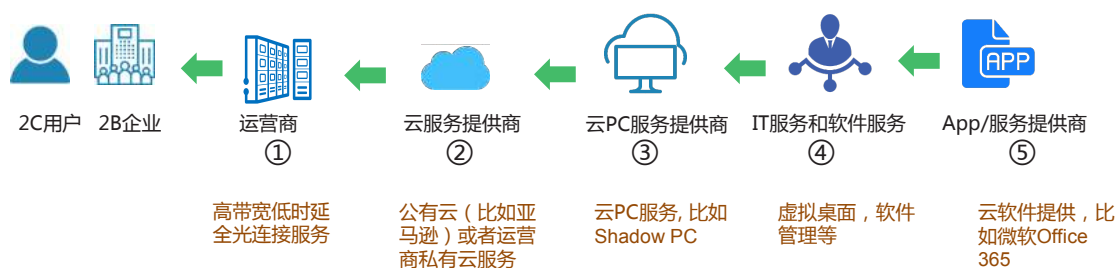 APP
2C用户 2B企业 运营商 云服务提供商 云PC服务提供商 IT服务和软件服务 App/服务提供商
① ② ③ ④ ⑤
高带宽低时延
全光连接服务
公有云（比如亚
马逊）或者运营
商私有云服务
云PC服务, 比如
Shadow PC
虚拟桌面，软件
管理等
云软件提供，比
如微软Office
365